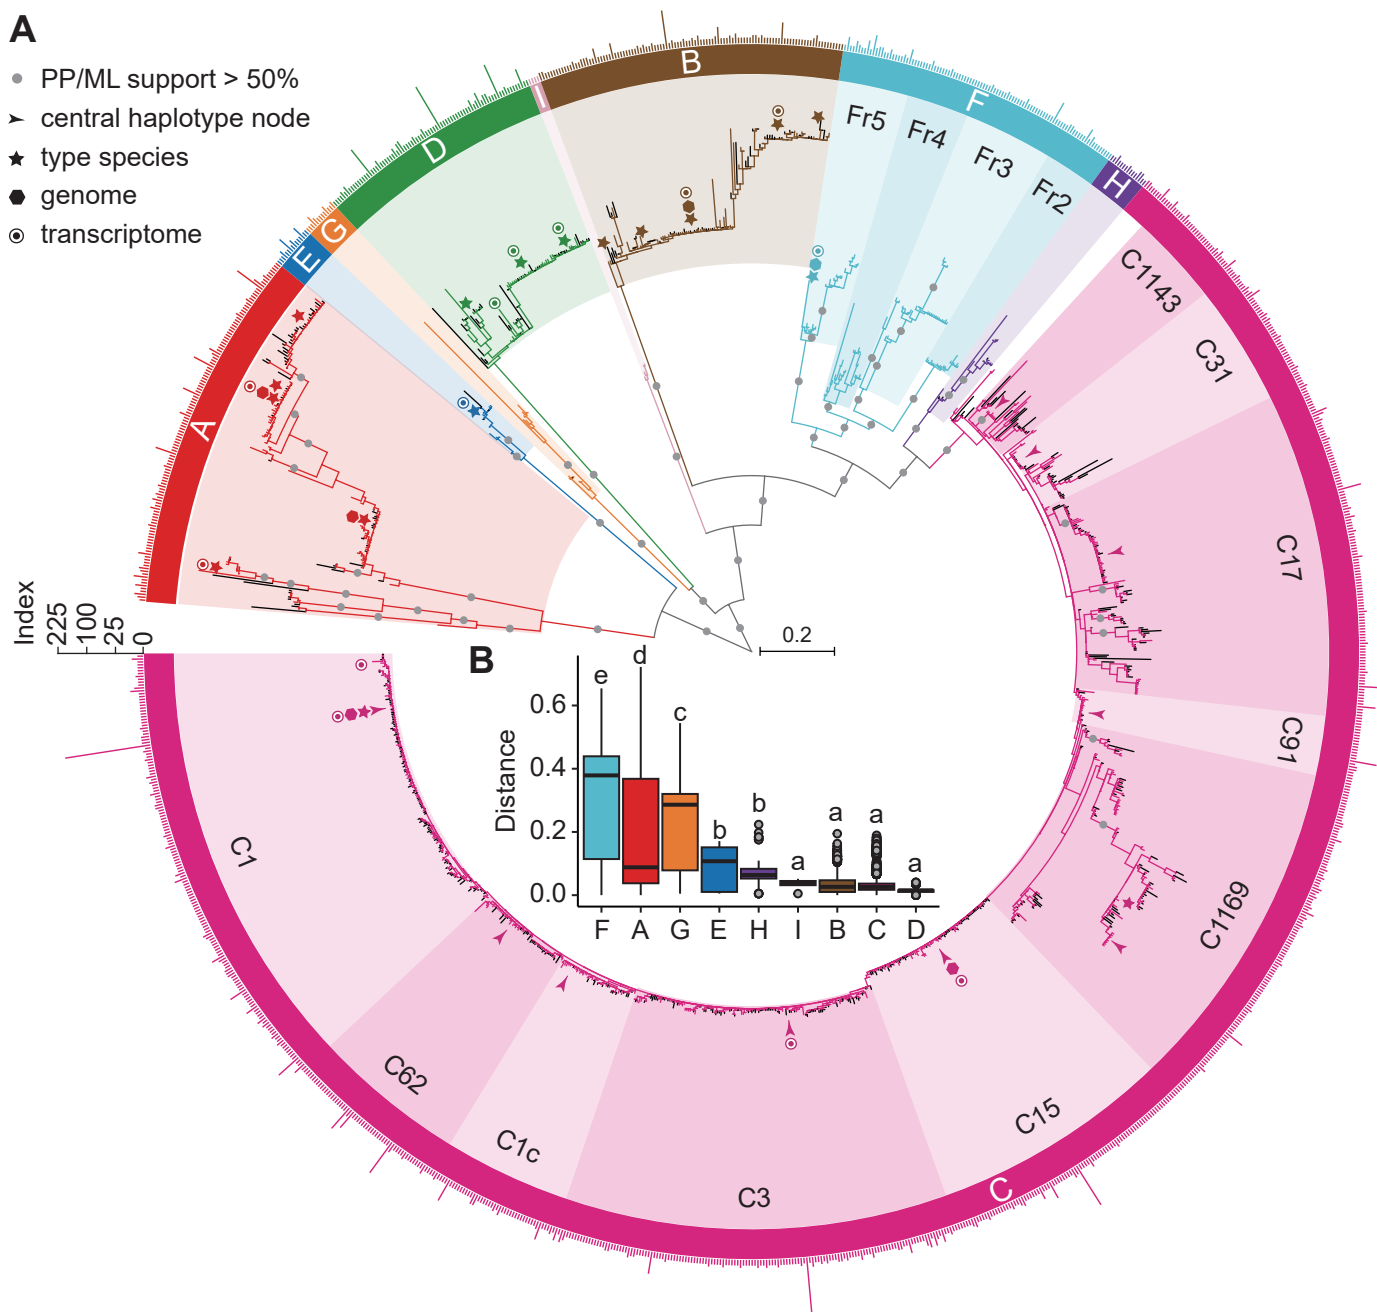 A
PP/ML support > 50%
central haplotype node
type species
genome
transcriptome
A
E
G
D
I
B
F
H
Fr5
Fr4
Fr3
Fr2
C1143
C31
C17
C91
C1169
C15
C
C3
C1c
C62
C1
Index
225
100
25
0
0.2
B
Distance
0.6
0.4
0.2
0.0
e
d
c
b
b
a
a
a
a
F A G E H I B C D